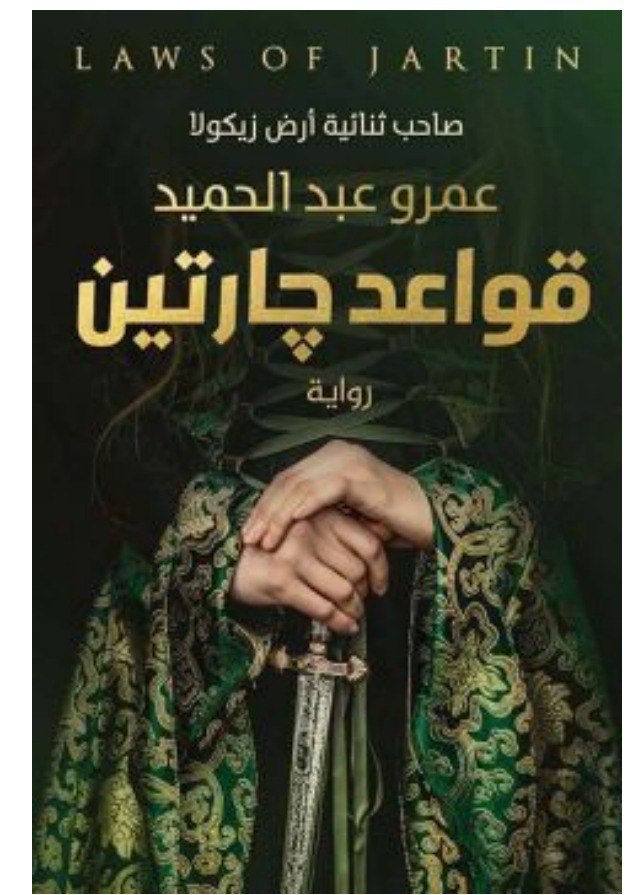 LAWS OF JARTIN
صاحب ثنائية أرض زيكولا
عمرو عبد الحميد
قواعد چارتين
رواية